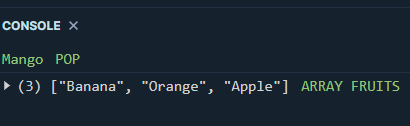 CONSOLE ×
Mango POP
▶ (3) ["Banana", "Orange", "Apple"] ARRAY FRUITS